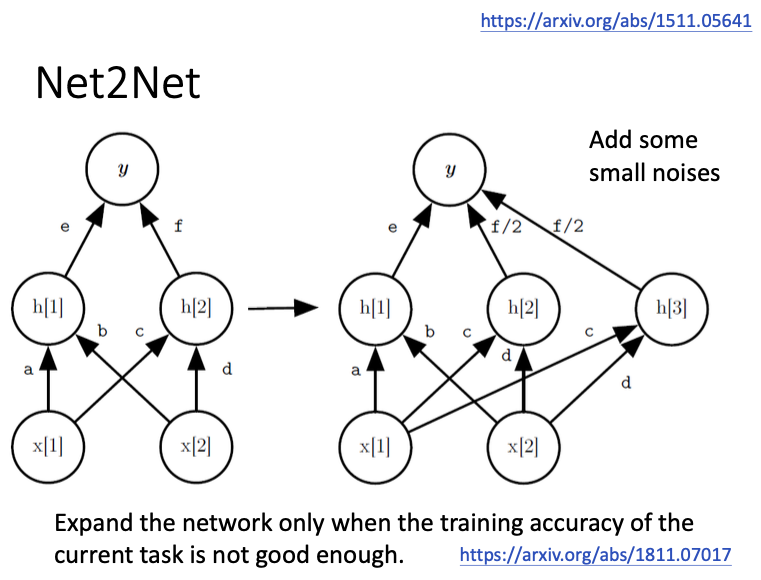 https://arxiv.org/abs/1511.05641
Net2Net
Add some
small noises
y
y
e
f
e
f/2
f/2
h[1]
h[2]
h[1]
h[2]
h[3]
b
c
b
c
c
a
d
a
d
d
x[1]
x[2]
x[1]
x[2]
Expand the network only when the training accuracy of the
current task is not good enough.
https://arxiv.org/abs/1811.07017